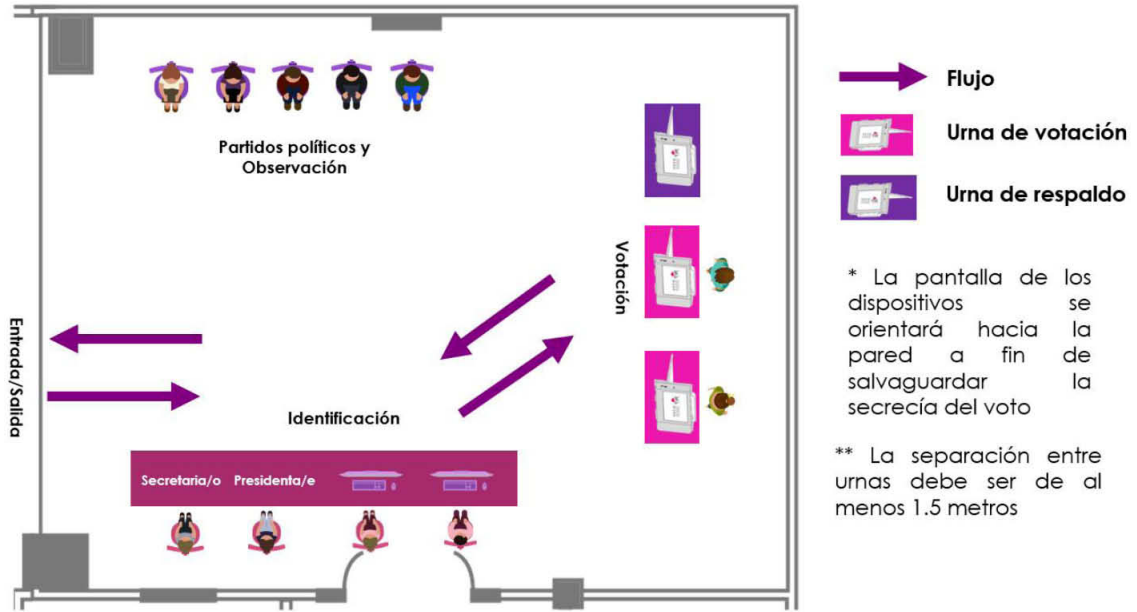 Partidos políticos y
Observación
Votación
Entrada/Salida
Identificación
Secretaria/o
Presidenta/e
Flujo
Urna de votación
Urna de respaldo
* La pantalla de los
dispositivos se
orientará hacia la
pared a fin de
salvaguardar la
secrecía del voto
** La separación entre
urnas debe ser de al
menos 1.5 metros